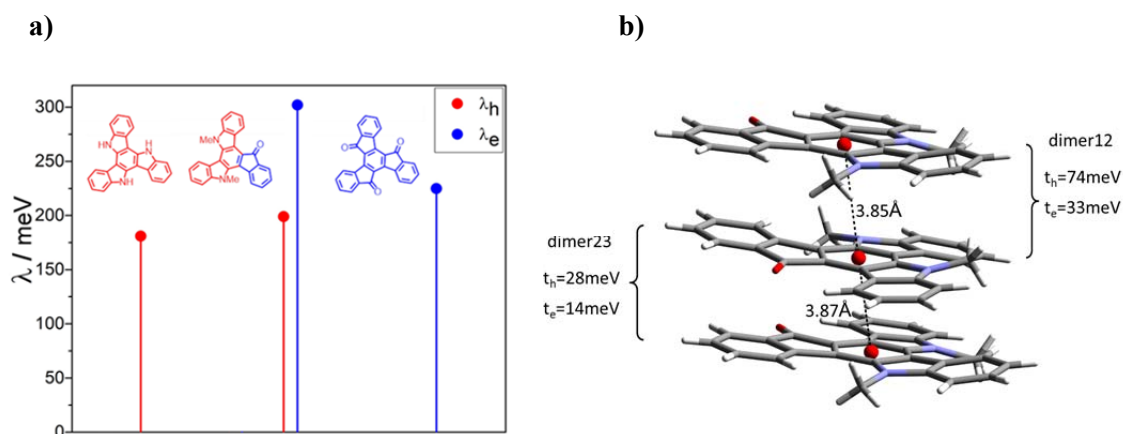 a)
b)
λ / meV
300
250
200
150
100
50
0
λh
λe
H
N
HN
NH
MeN
O
NMe
O
O
O
dimer12
th=74meV
te=33meV
3.85Å
dimer23
th=28meV
te=14meV
3.87Å